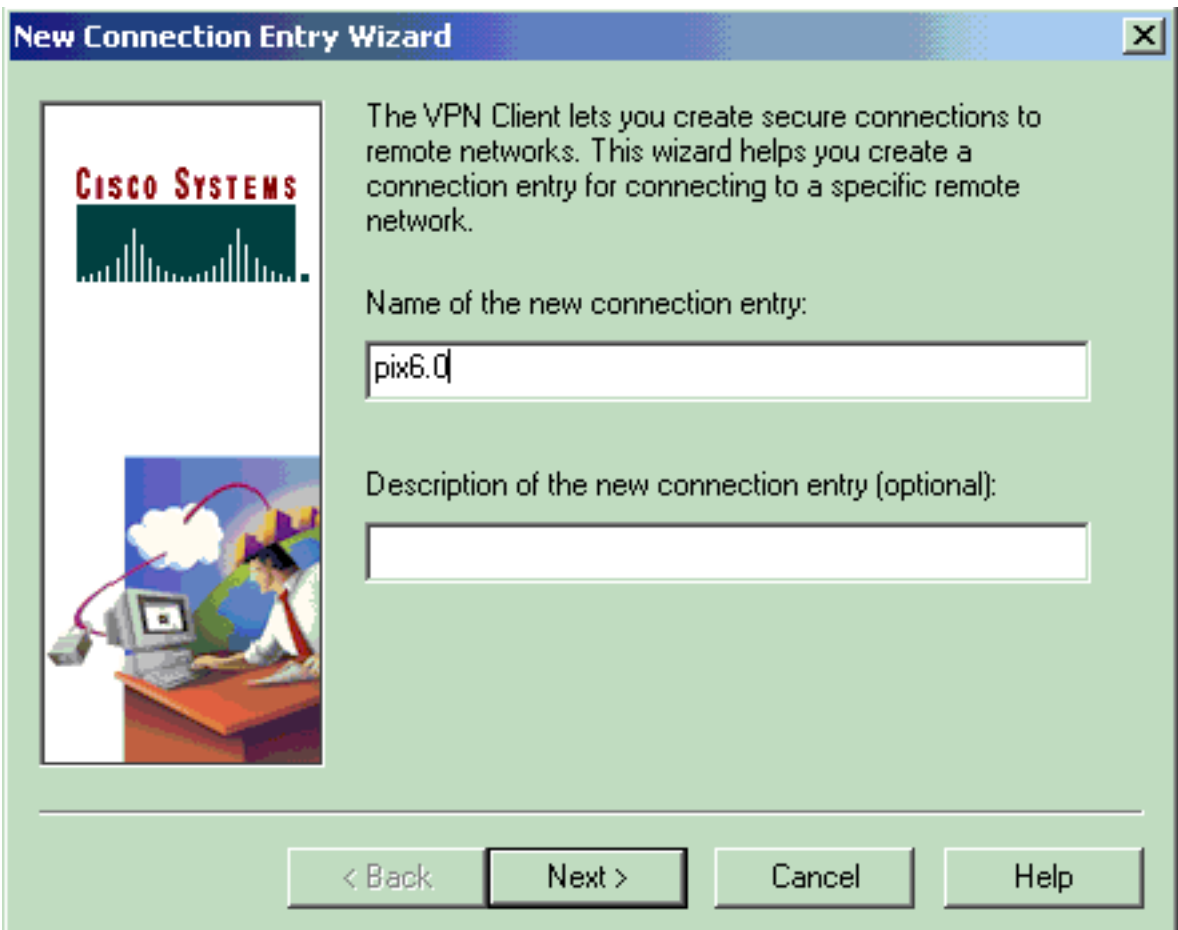 New Connection Entry Wizard
CISCO SYSTEMS
The VPN Client lets you create secure connections to
remote networks. This wizard helps you create a
connection entry for connecting to a specific remote
network.
Name of the new connection entry:
pix6.0
Description of the new connection entry (optional):
< Back
Next >
Cancel
Help